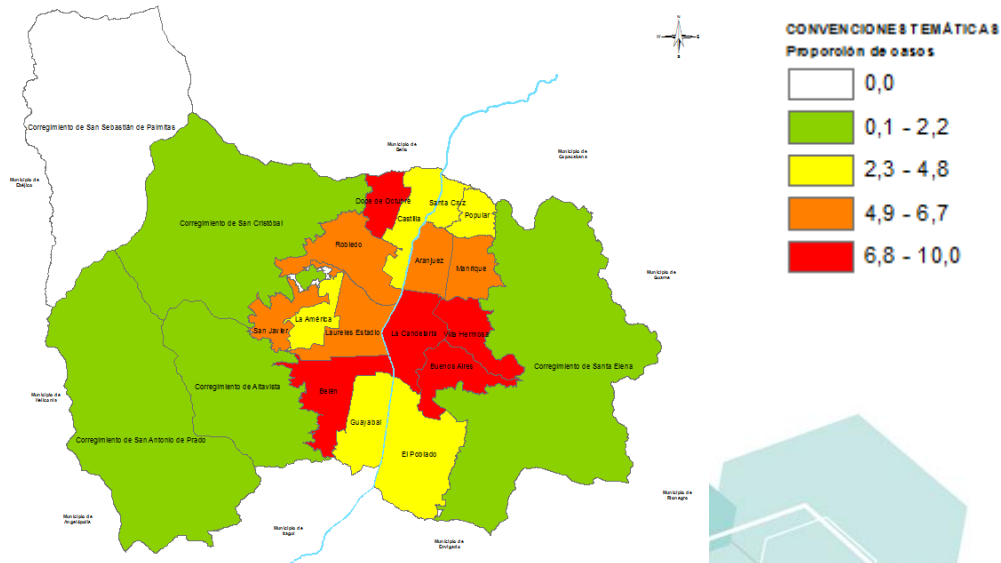 CONVENCIONES TEMÁTICAS
Proporción de casos
0,0
0,1 - 2,2
2,3 - 4,8
4,9 - 6,7
6,8 - 10,0
N
S
Corregimiento de San Sebastián de Palmitas
Municipio de
Bello
Municipio de
Copacabana
Municipio de
Ebéjico
Doce de Octubre
Santa Cruz
Popular
Castilla
Corregimiento de San Cristóbal
Robledo
Aranjuez
Manrique
Municipio de
Guarne
La América
San Javier
Laureles Estadio
La Candelaria
Villa Hermosa
Buenos Aires
Corregimiento de Santa Elena
Corregimiento de Altavista
Belén
Municipio de
Heliconia
Guayabal
Corregimiento de San Antonio de Prado
El Poblado
Municipio de
Rionegro
Municipio de
Angelópolis
Municipio de
Itagüí
Municipio de
Envigado